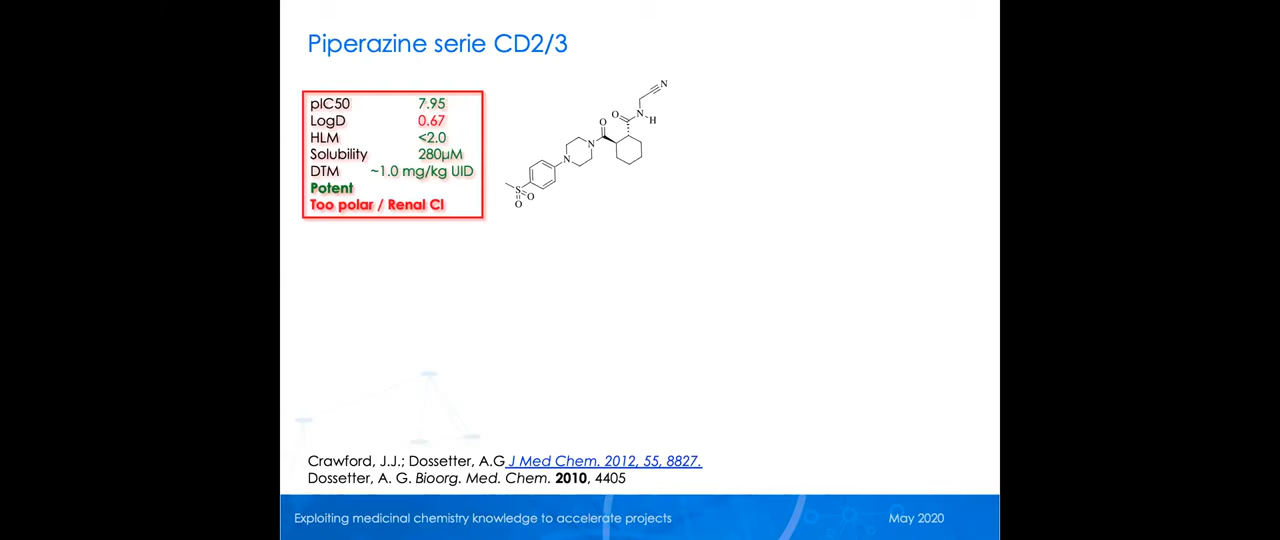 Piperazine serie CD2/3
pIC50 7.95
LogD 0.67
HLM <2.0
Solubility 280µM
DTM ~1.0 mg/kg UID
Potent
Too polar / Renal Cl
N
O
N
H
O
N
N
S
O
O
Crawford, J.J.; Dossetter, A.G J Med Chem. 2012, 55, 8827.
Dossetter, A. G. Bioorg. Med. Chem. 2010, 4405
Exploiting medicinal chemistry knowledge to accelerate projects May 2020